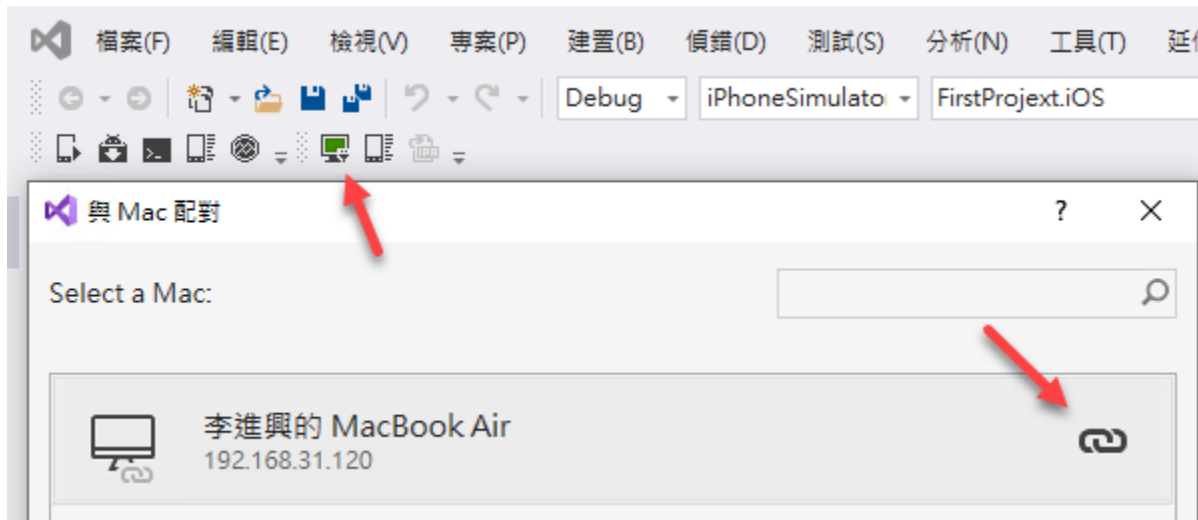 檔案(F) 編輯(E) 檢視(V) 專案(P) 建置(B) 偵錯(D) 測試(S) 分析(N) 工具(T)
Debug iPhoneSimulato FirstProjext.iOS
與 Mac 配對 ?
Select a Mac:
李進興的 MacBook Air
192.168.31.120